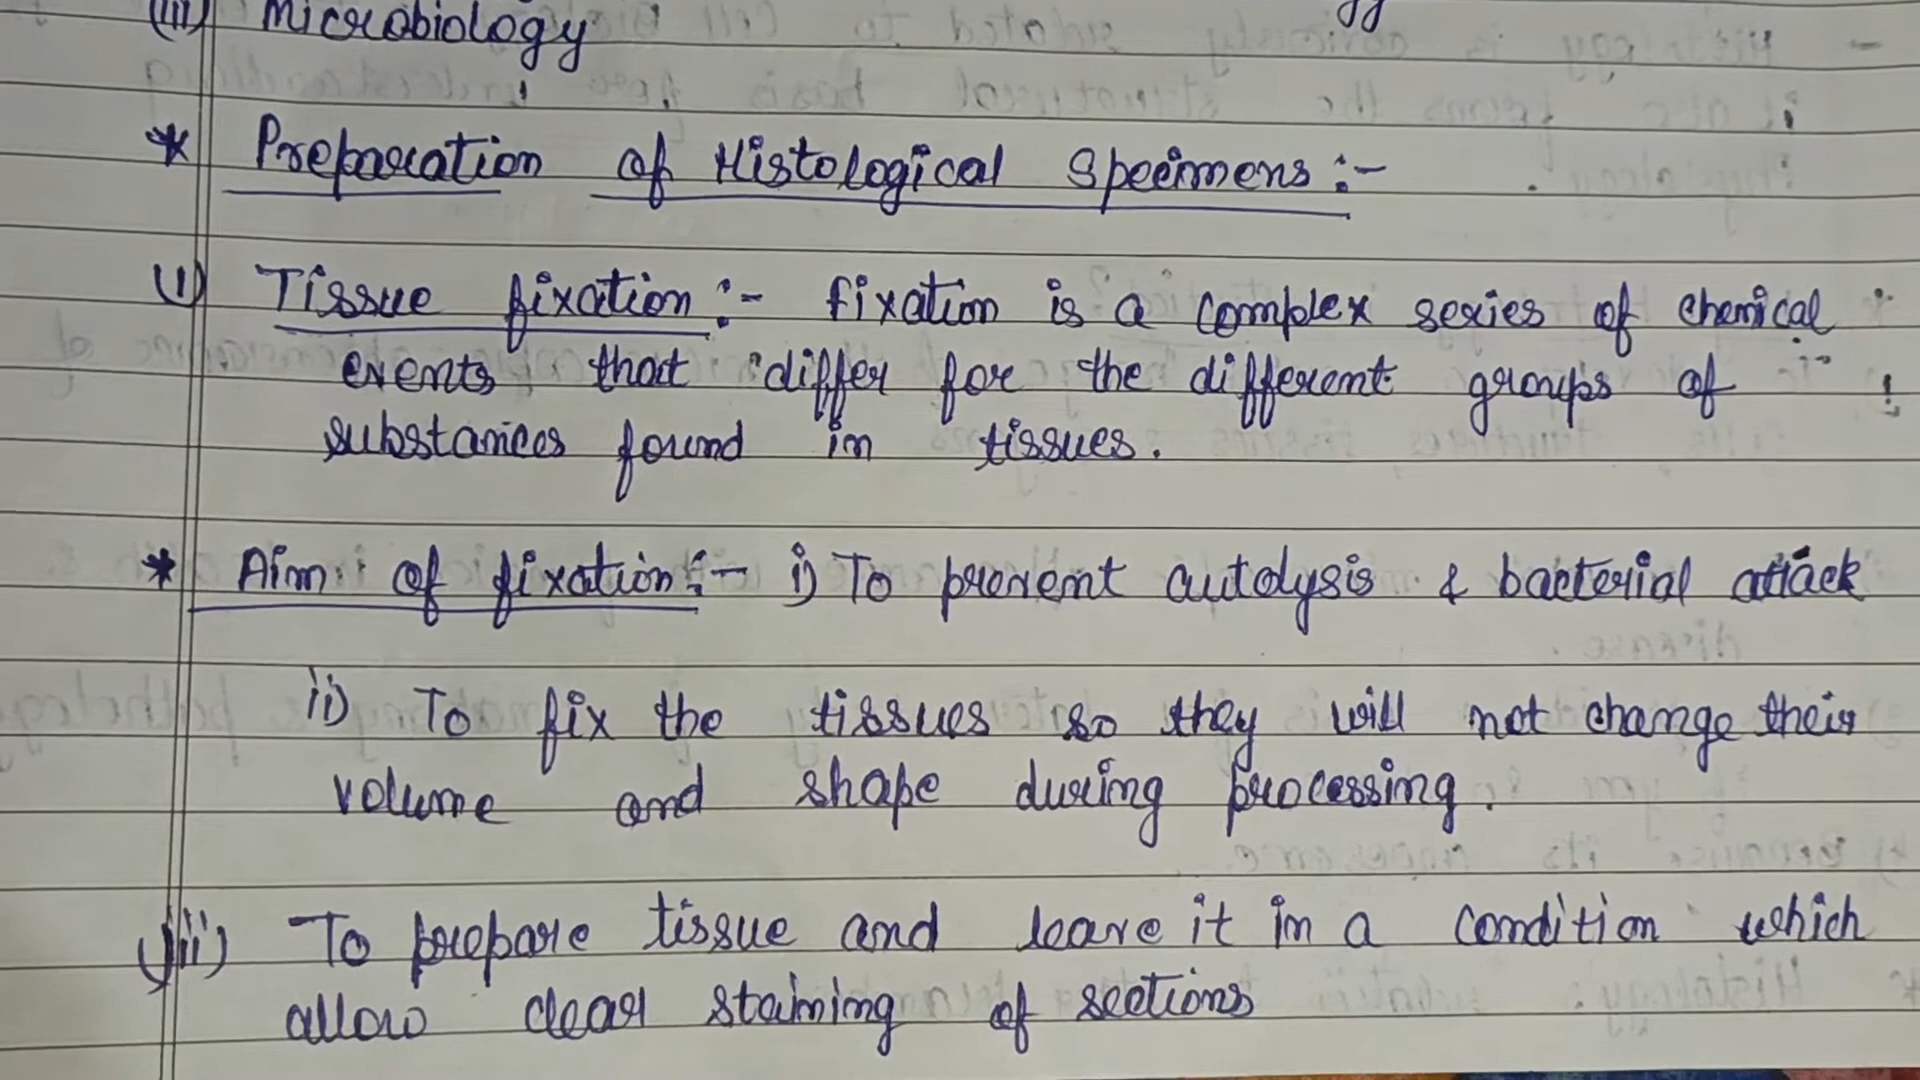 (iii) Microbiology
* Preparation of Histological Specimens :-
(1) Tissue fixation :- fixation is a complex series of chemical
events that differ for the different groups of
substances found in tissues.
* Aim of fixation :- i) To prevent autolysis & bacterial attack
ii) To fix the tissues so they will not change their
volume and shape during processing.
iii) To prepare tissue and leave it in a condition which
allow clear staining of sections